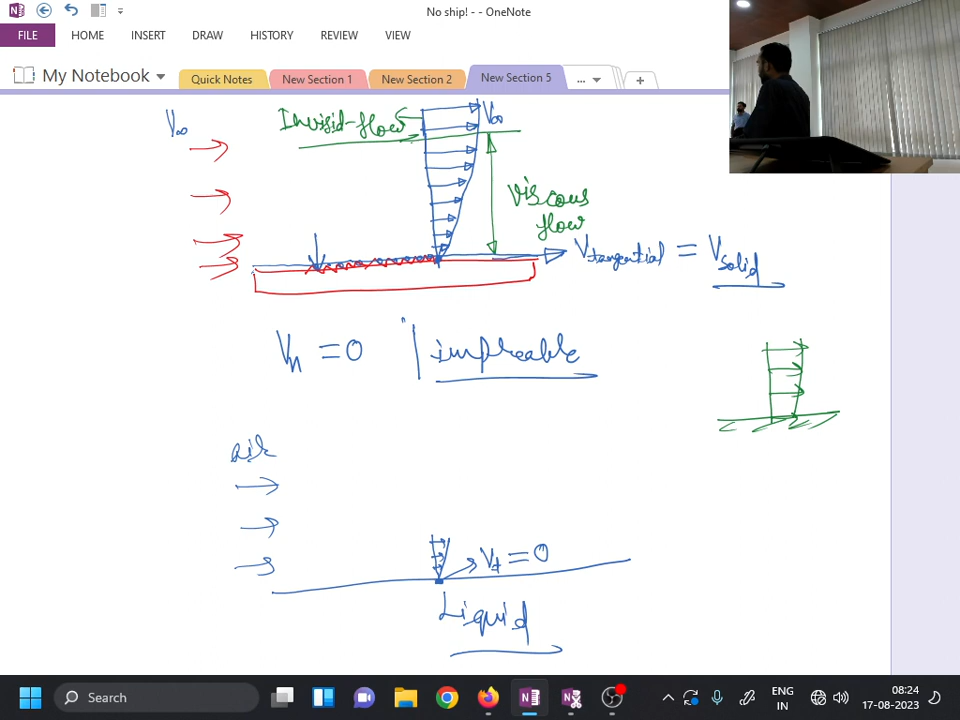 No ship! - - OneNote
FILE HOME INSERT DRAW HISTORY REVIEW VIEW
My Notebook Quick Notes New Section 1 New Section 2 New Section 5 ... +
V∞ Invisid-flow V∞
Viscous
flow
Vtangential = Vsolid
Vn = 0 | impreable
air
Vt = 0
Liquid
Search
ENG
IN
08:24
17-08-2023